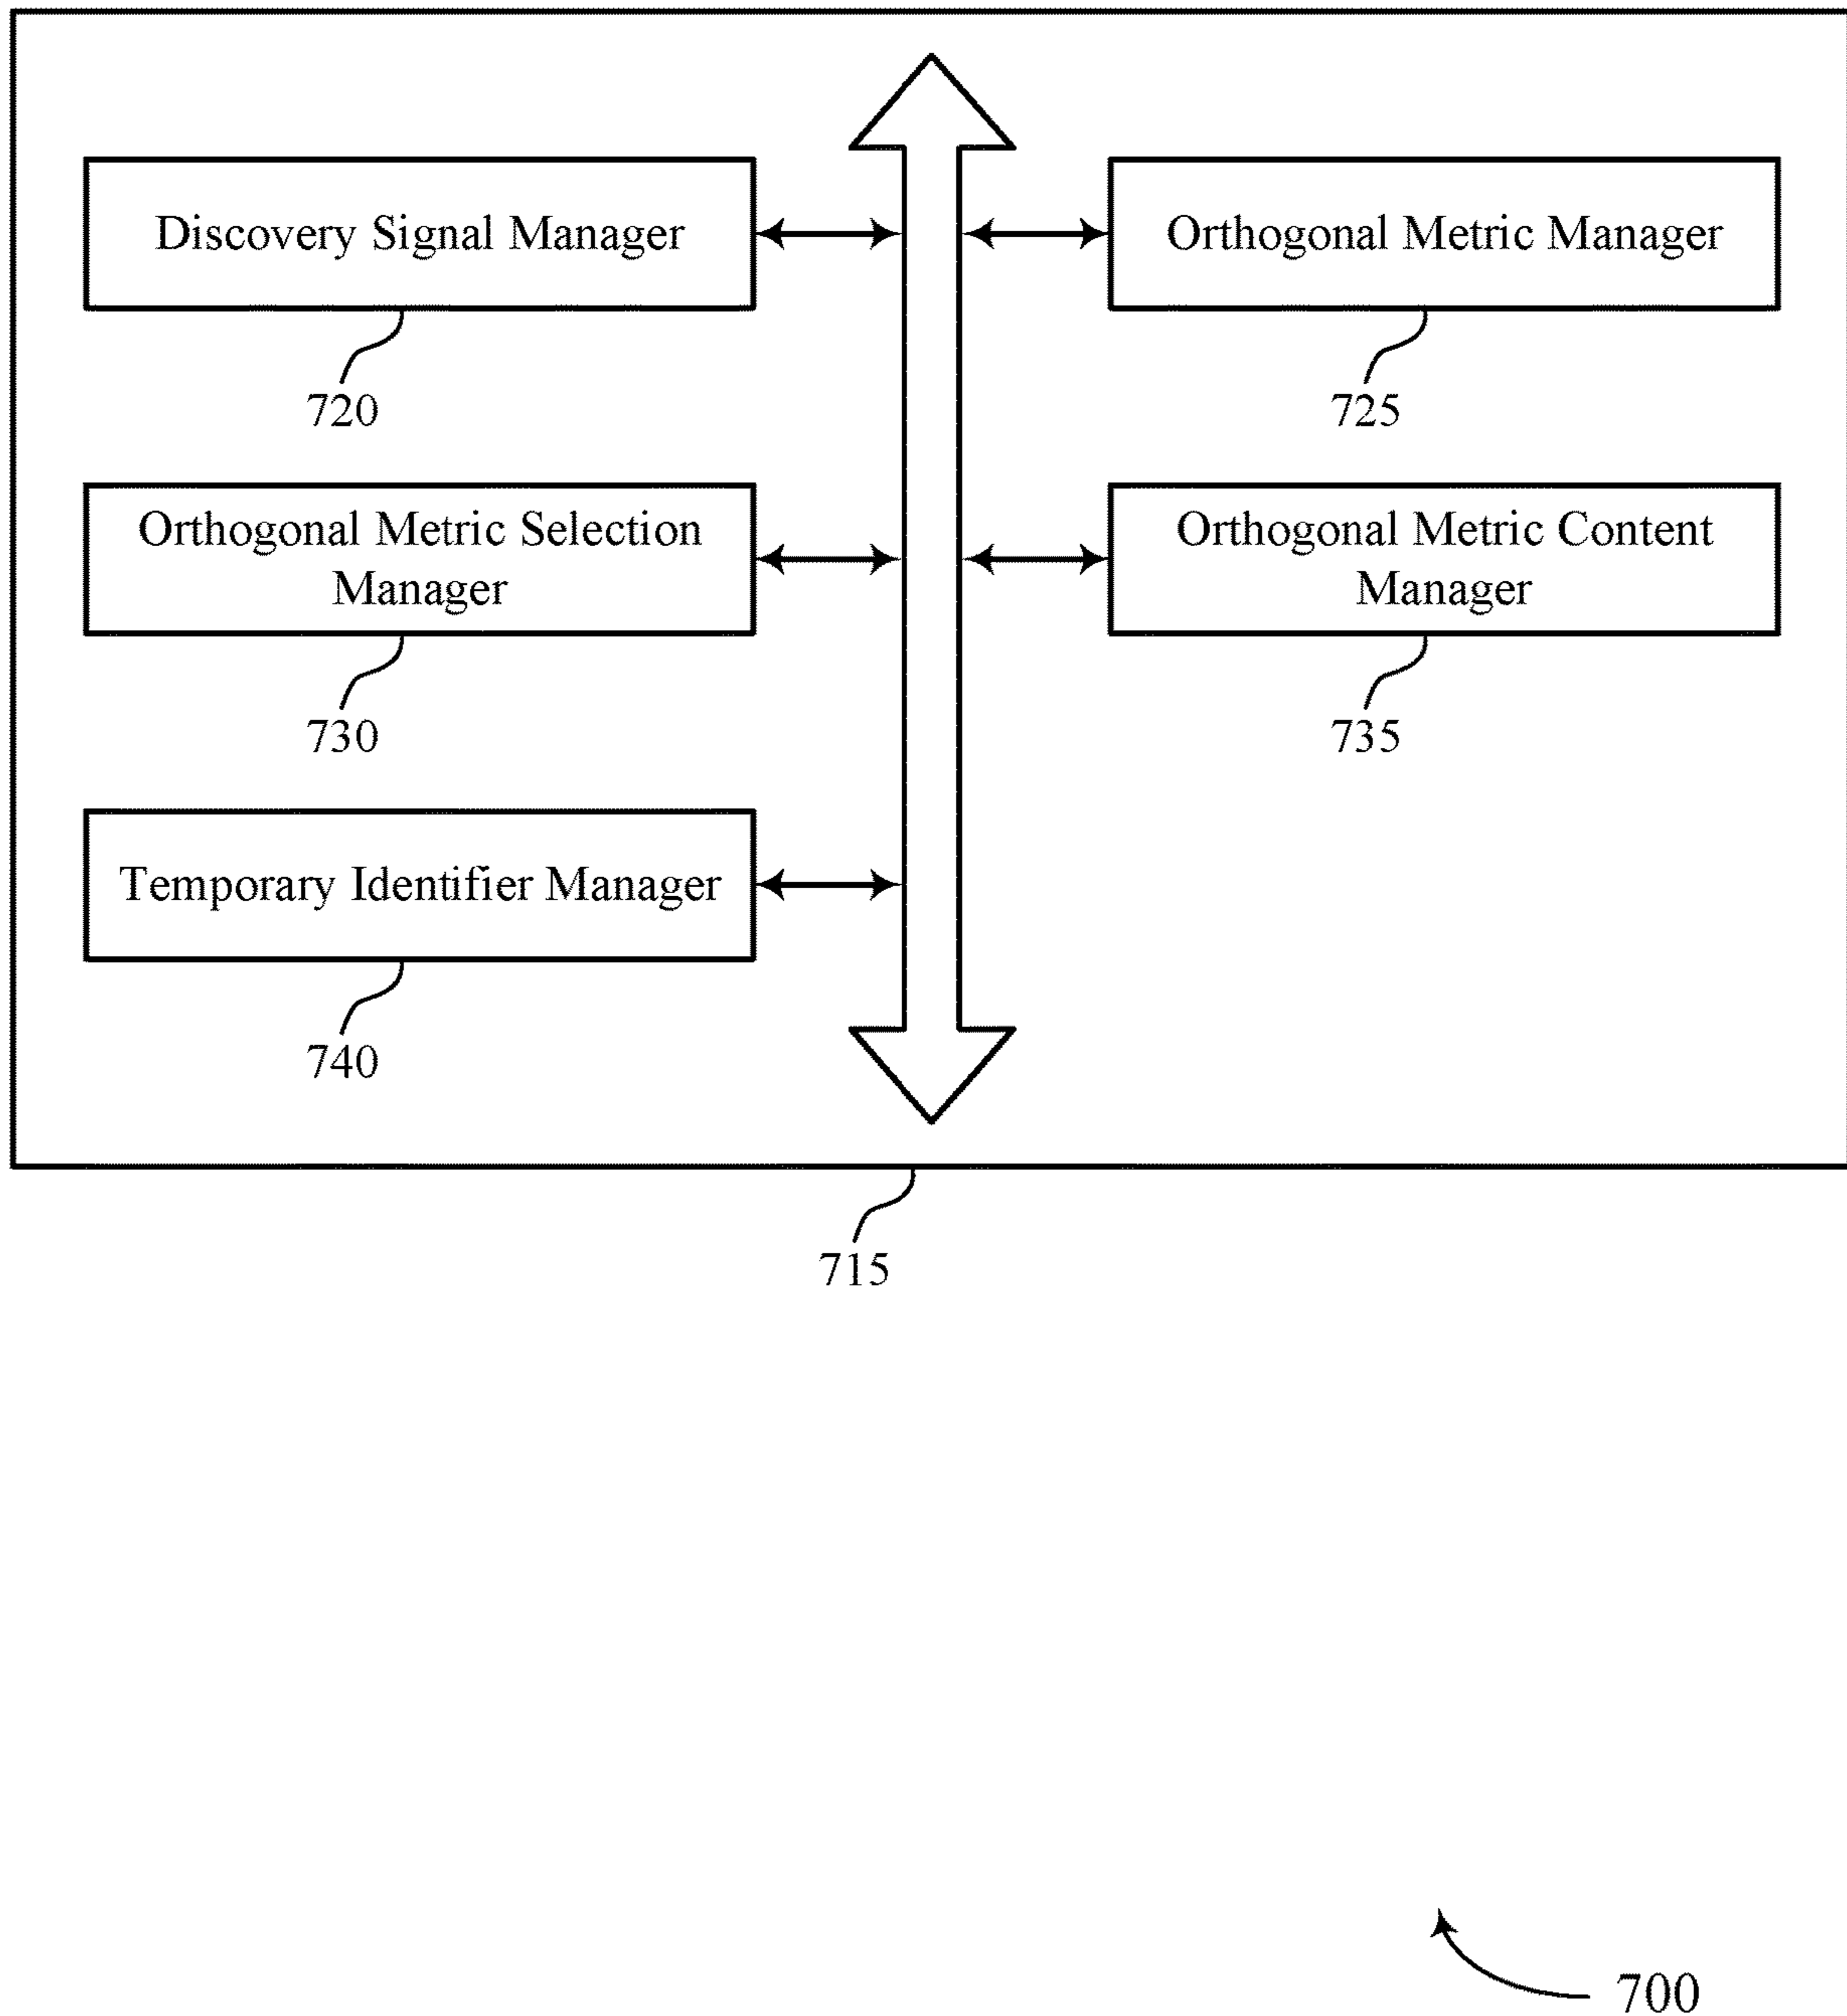 Discovery Signal Manager
720
Orthogonal Metric Manager
725
Orthogonal Metric Selection
Manager
730
Orthogonal Metric Content
Manager
735
Temporary Identifier Manager
740
715
700